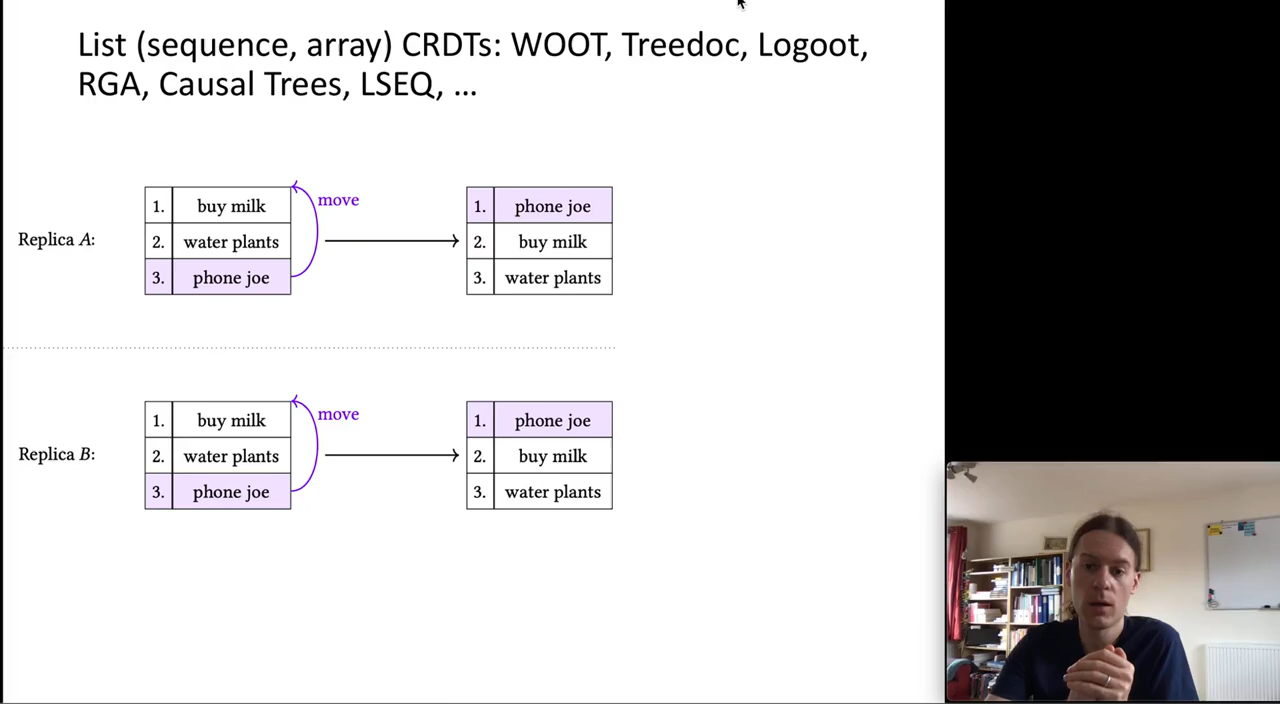 List (sequence, array) CRDTs: WOOT, Treedoc, Logoot,
RGA, Causal Trees, LSEQ, ...
Replica A:
1. buy milk
2. water plants
3. phone joe
move
1. phone joe
2. buy milk
3. water plants
Replica B:
1. buy milk
2. water plants
3. phone joe
move
1. phone joe
2. buy milk
3. water plants